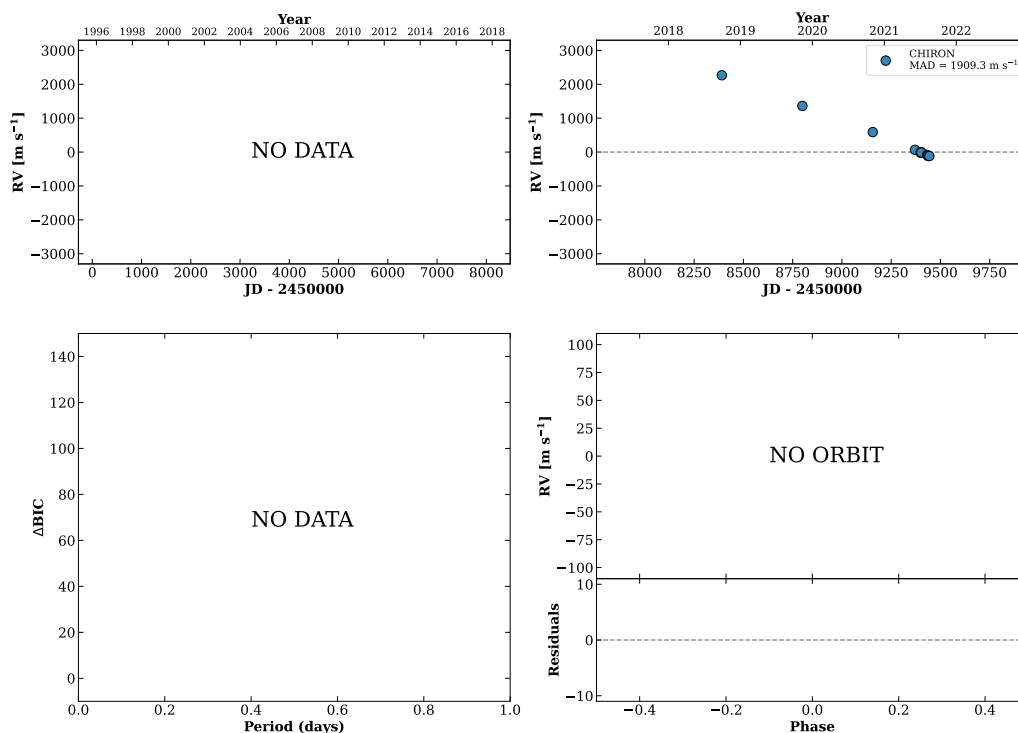 Year
1996 1998 2000 2002 2004 2006 2008 2010 2012 2014 2016 2018
3000
2000
1000
0
−1000
−2000
−3000
RV [m s⁻¹]
NO DATA
0 1000 2000 3000 4000 5000 6000 7000 8000
JD - 2450000
Year
2018 2019 2020 2021 2022
3000
2000
1000
0
−1000
−2000
−3000
RV [m s⁻¹]
CHIRON
MAD = 1909.3 m s⁻¹
8000 8250 8500 8750 9000 9250 9500 9750
JD - 2450000
140
120
100
80
60
40
20
0
ΔBIC
NO DATA
0.0 0.2 0.4 0.6 0.8 1.0
Period (days)
100
75
50
25
0
−25
−50
−75
−100
RV [m s⁻¹]
NO ORBIT
10
0
−10
Residuals
−0.4 −0.2 0.0 0.2 0.4
Phase